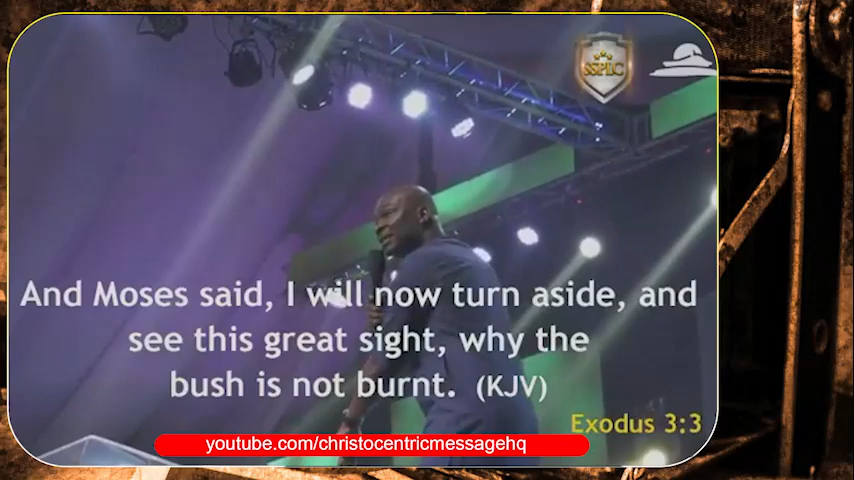 SSPIIC
And Moses said, I will now turn aside, and
see this great sight, why the
bush is not burnt. (KJV)
Exodus 3:3
youtube.com/christocentricmessagehq